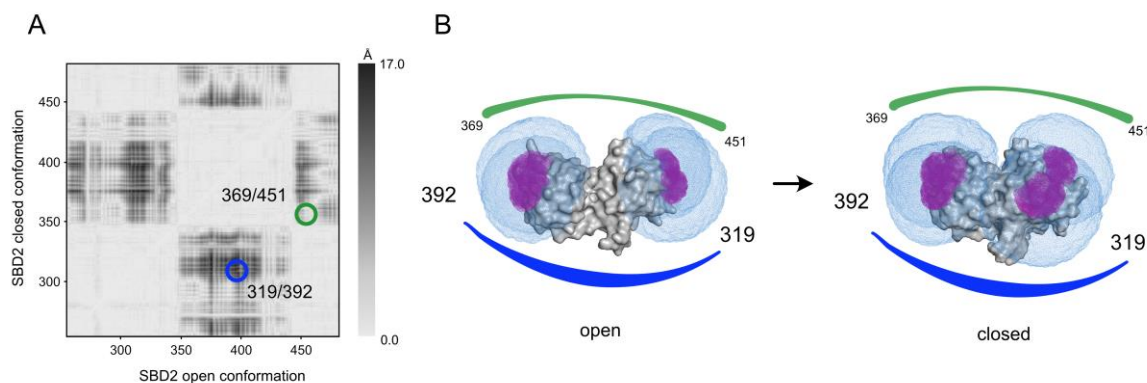 A
SBD2 closed conformation
450
400
350
300
300
350
400
450
SBD2 open conformation
369/451
319/392
Å
17.0
0.0
B
369
451
392
319
open
369
451
392
319
closed